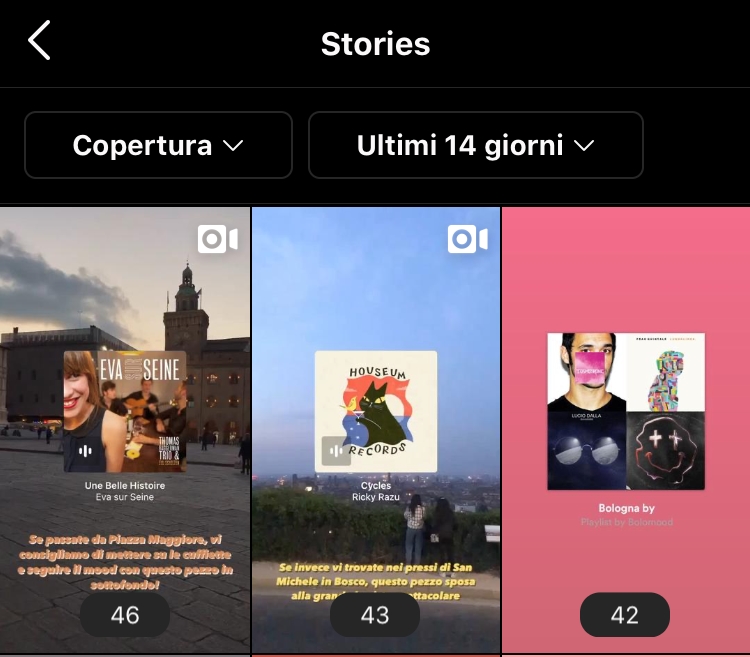 Stories
Copertura
Ultimi 14 giorni
EVA SEINE
THOMAS
TRIO &
Une Belle Histoire
Eva sur Seine
Se passate da Piazza Maggiore, vi
consigliamo di mettere su le cuffiette
e seguire il mood con questo pezzo in
sottofondo!
46
HOUSEUM
RECORDS
Cycles
Ricky Razu
Se invece vi trovate nei pressi di San
Michele in Bosco, questo pezzo sposa
alla
43
LUCIO DALLA
Bologna by
Playlist by Bolomood
42